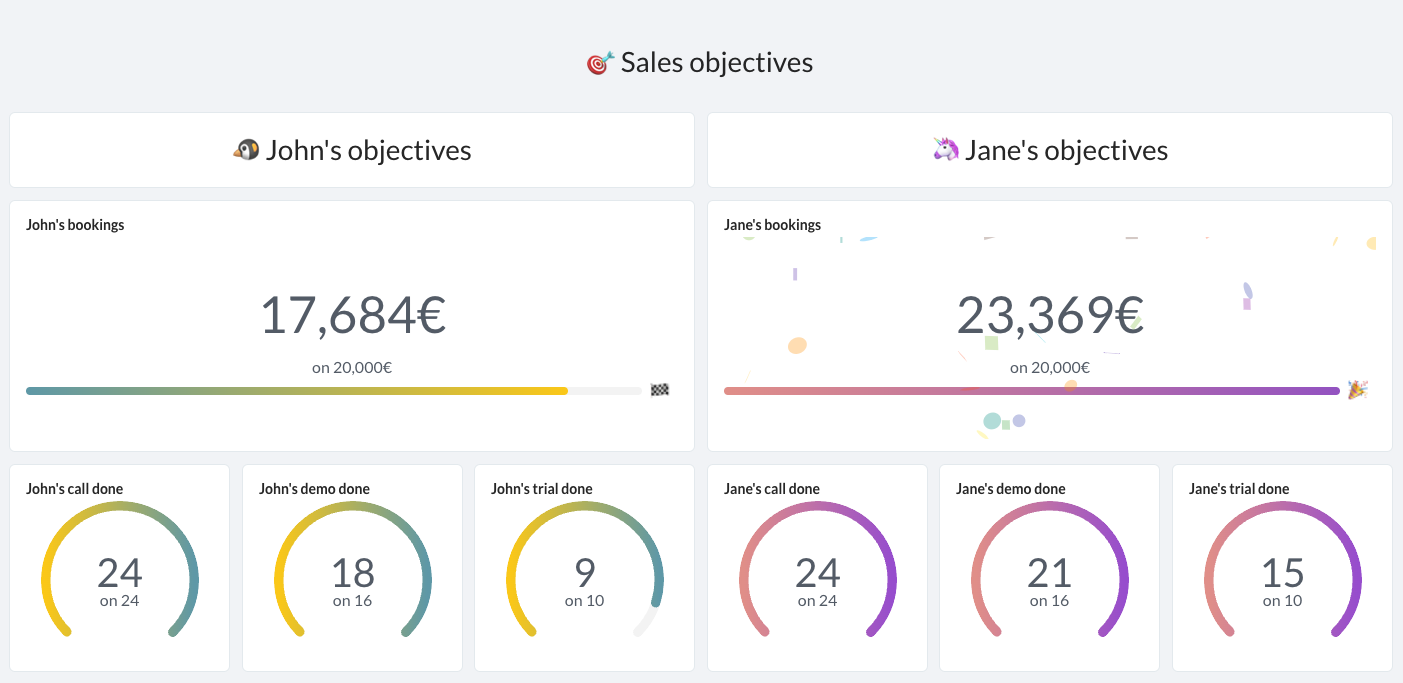 🎯 Sales objectives
🐧 John's objectives
🦄 Jane's objectives
John's bookings
17,684€
on 20,000€
Jane's bookings
23,369€
on 20,000€
John's call done
24
on 24
John's demo done
18
on 16
John's trial done
9
on 10
Jane's call done
24
on 24
Jane's demo done
21
on 16
Jane's trial done
15
on 10